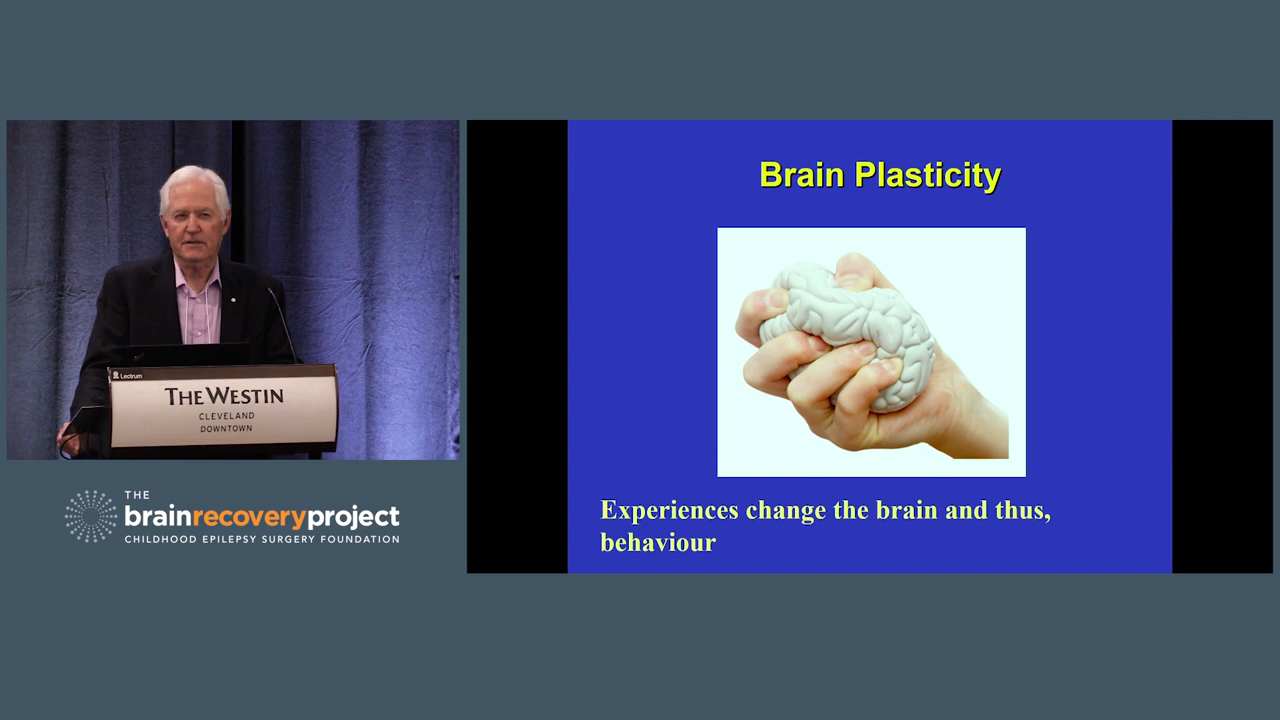 Lectrum
THE WESTIN
CLEVELAND
DOWNTOWN
THE
brainrecoveryproject
CHILDHOOD EPILEPSY SURGERY FOUNDATION
Brain Plasticity
Experiences change the brain and thus,
behaviour